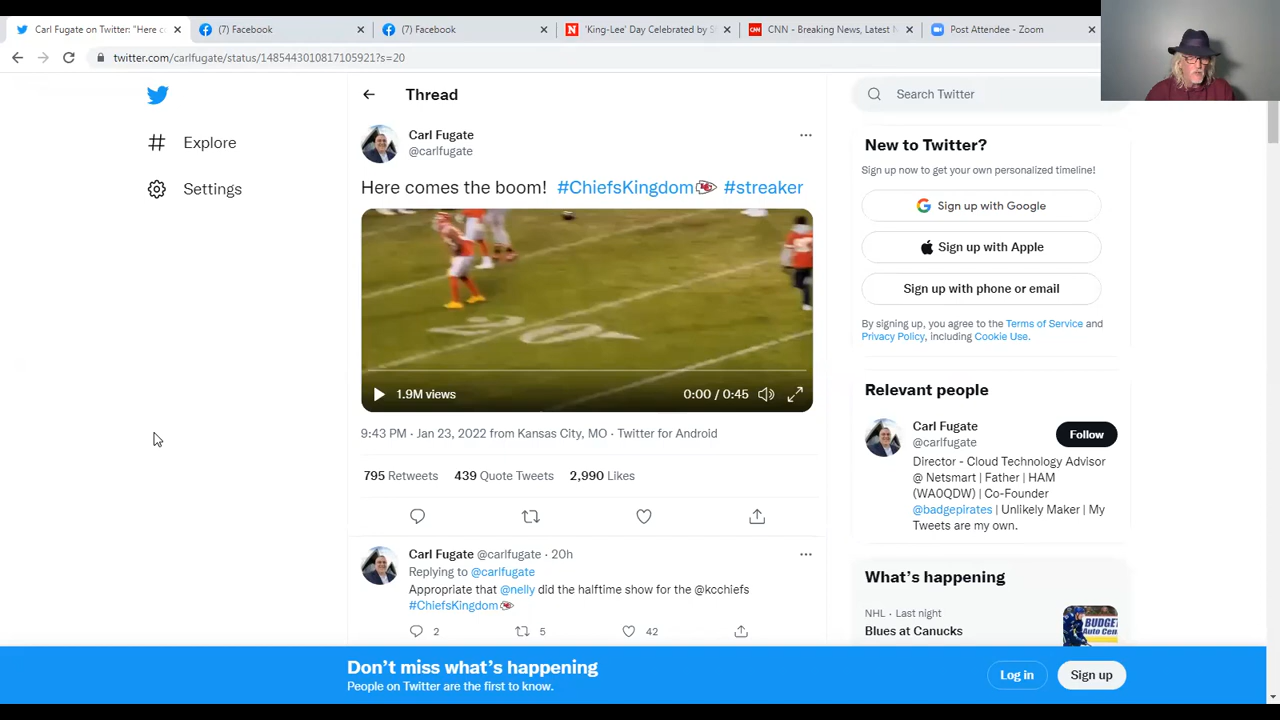 Carl Fugate on Twitter: "Here c
(7) Facebook
(7) Facebook
'King-Lee' Day Celebrated by S
CNN - Breaking News, Latest N
Post Attendee - Zoom
twitter.com/carlfugate/status/1485443010817105921?s=20
Explore
Settings
Thread
Carl Fugate
@carlfugate
Here comes the boom! #ChiefsKingdom #streaker
1.9M views
0:00 / 0:45
9:43 PM · Jan 23, 2022 from Kansas City, MO · Twitter for Android
795 Retweets 439 Quote Tweets 2,990 Likes
Carl Fugate @carlfugate · 20h
Replying to @carlfugate
Appropriate that @nelly did the halftime show for the @kcchiefs
#ChiefsKingdom
2
5
42
Search Twitter
New to Twitter?
Sign up now to get your own personalized timeline!
Sign up with Google
Sign up with Apple
Sign up with phone or email
By signing up, you agree to the Terms of Service and
Privacy Policy, including Cookie Use.
Relevant people
Carl Fugate
@carlfugate
Follow
Director - Cloud Technology Advisor
@ Netsmart | Father | HAM
(WA0QDW) | Co-Founder
@badgepirates | Unlikely Maker | My
Tweets are my own.
What's happening
NHL · Last night
Blues at Canucks
BUDGE
Auto Cen
Don't miss what's happening
People on Twitter are the first to know.
Log in
Sign up